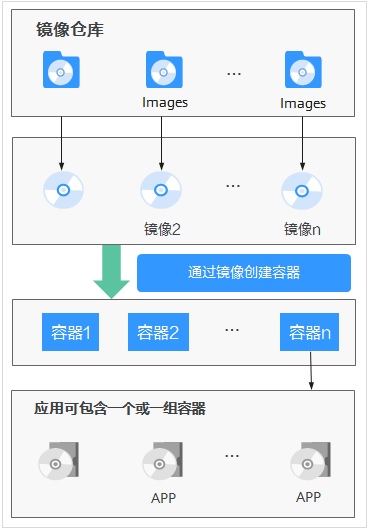 镜像仓库
...
Images
Images
...
镜像2
镜像n
通过镜像创建容器
容器1
容器2
...
容器n
应用可包含一个或一组容器
...
APP
APP